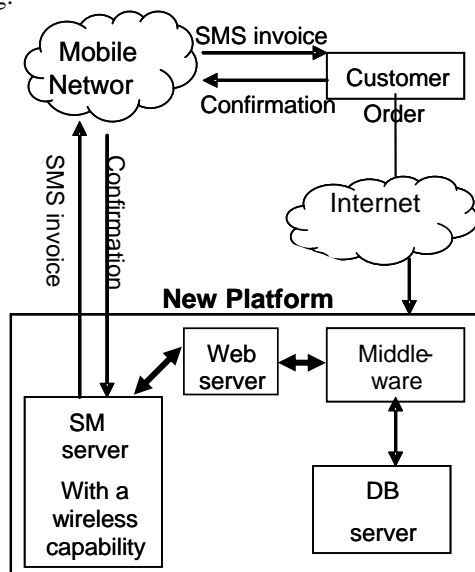 g.
Mobile
Networ
SMS invoice
Confirmation
Customer
Order
Internet
SMS invoice
Confirmation
New Platform
Web
server
Middle-
ware
SM
server
With a
wireless
capability
DB
server